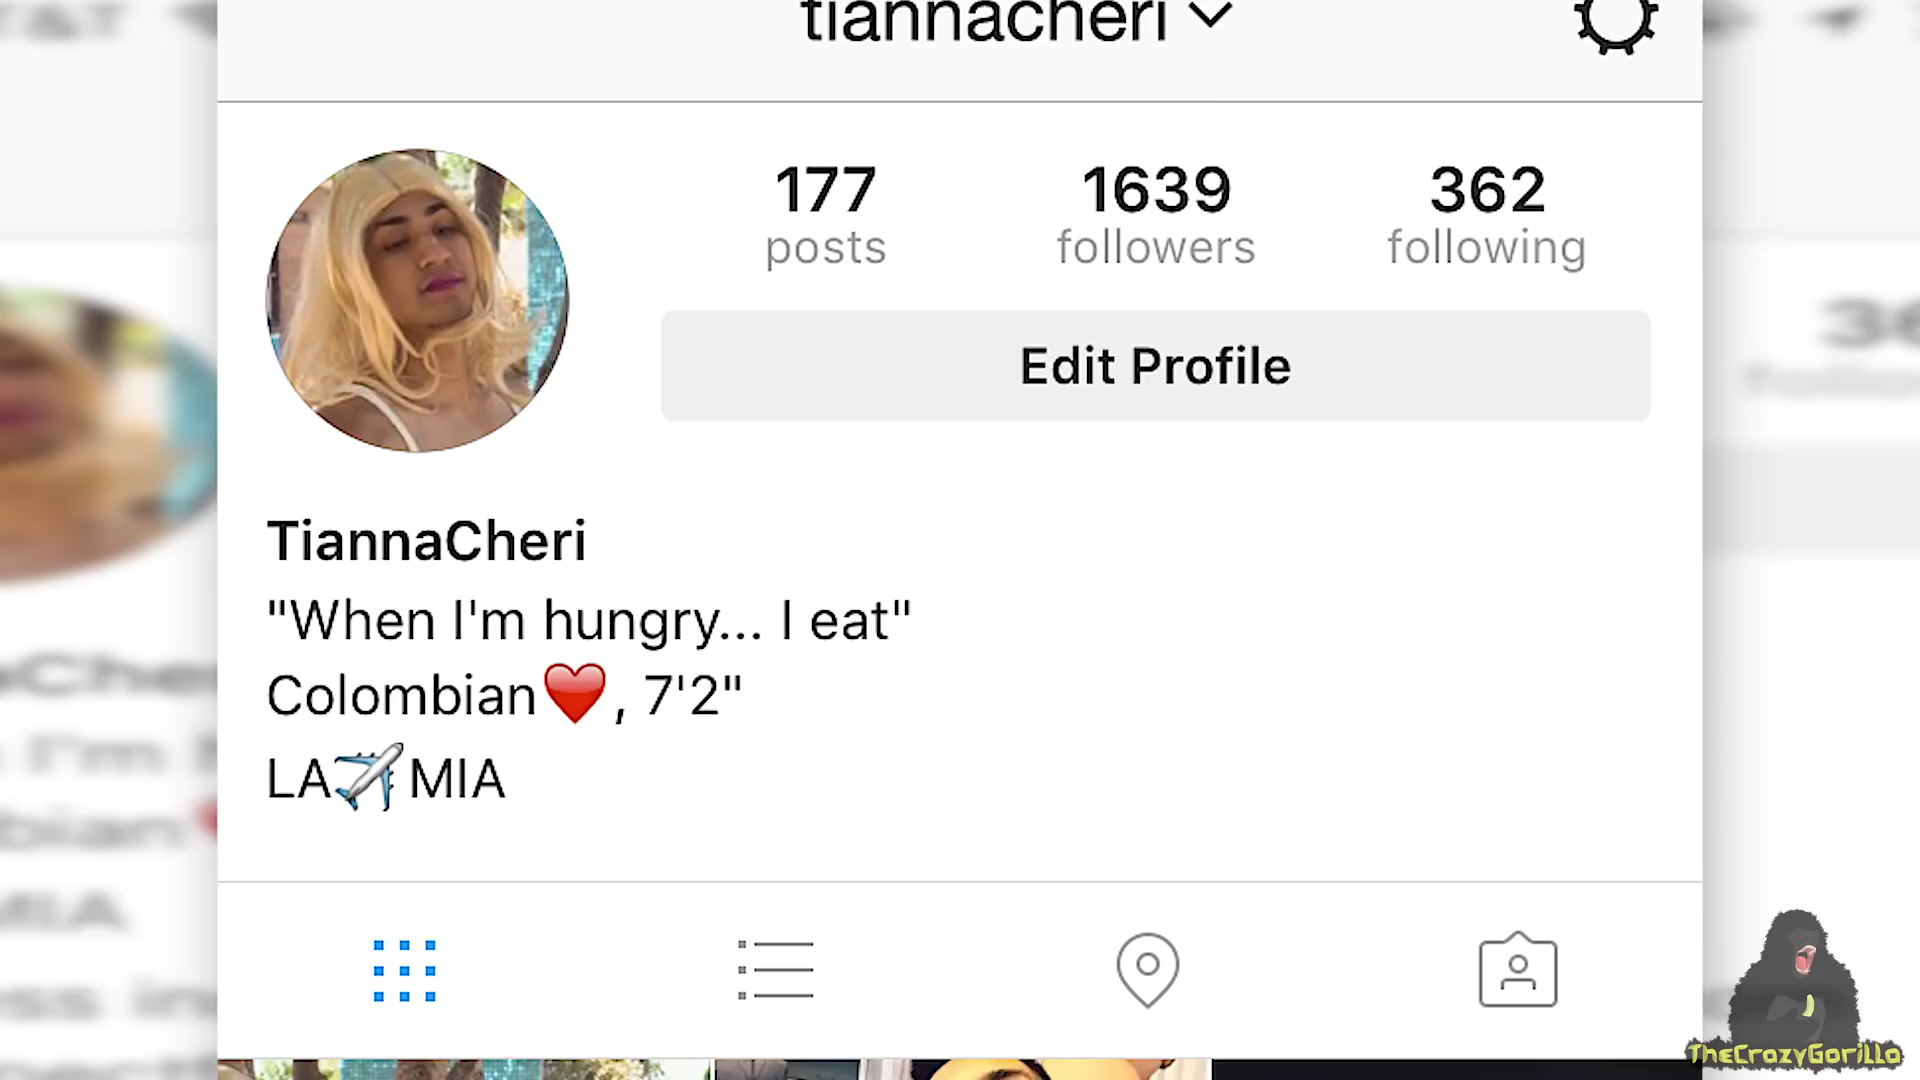 tiannacheri
177 1639 362
posts followers following
Edit Profile
TiannaCheri
"When I'm hungry... I eat"
Colombian❤️, 7'2"
LA✈️MIA
TheCrazyGorilla